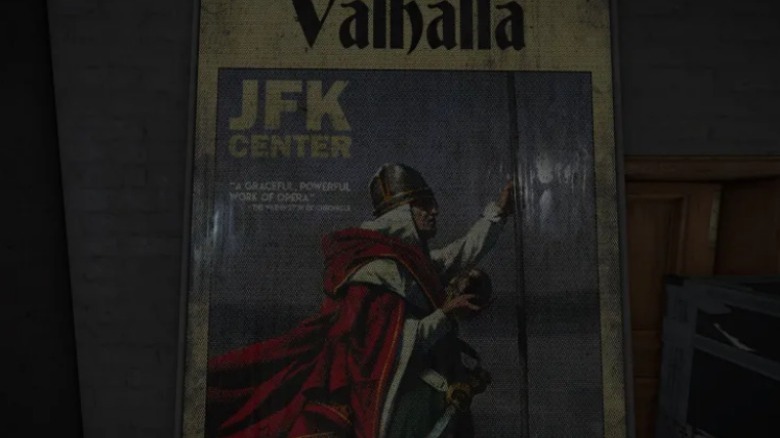 Valhalla
JFK
CENTER
"A GRACEFUL, POWERFUL
WORK OF OPERA"